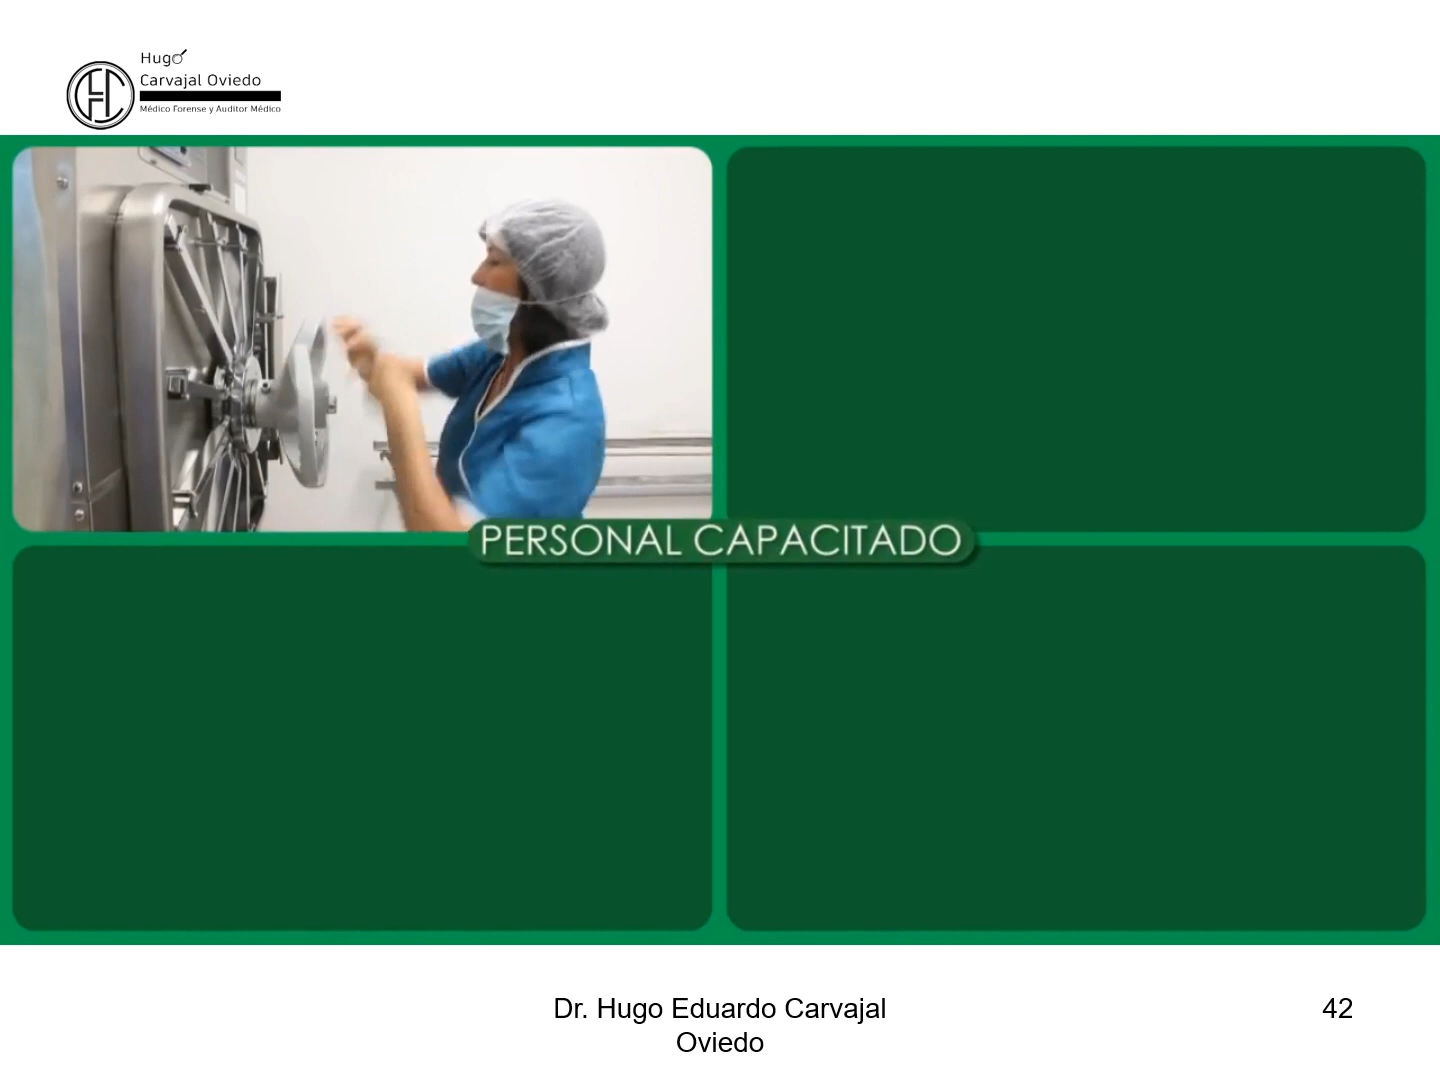 Hugo
Carvajal Oviedo
Médico Forense y Auditor Médico
PERSONAL CAPACITADO
Dr. Hugo Eduardo Carvajal
Oviedo
42